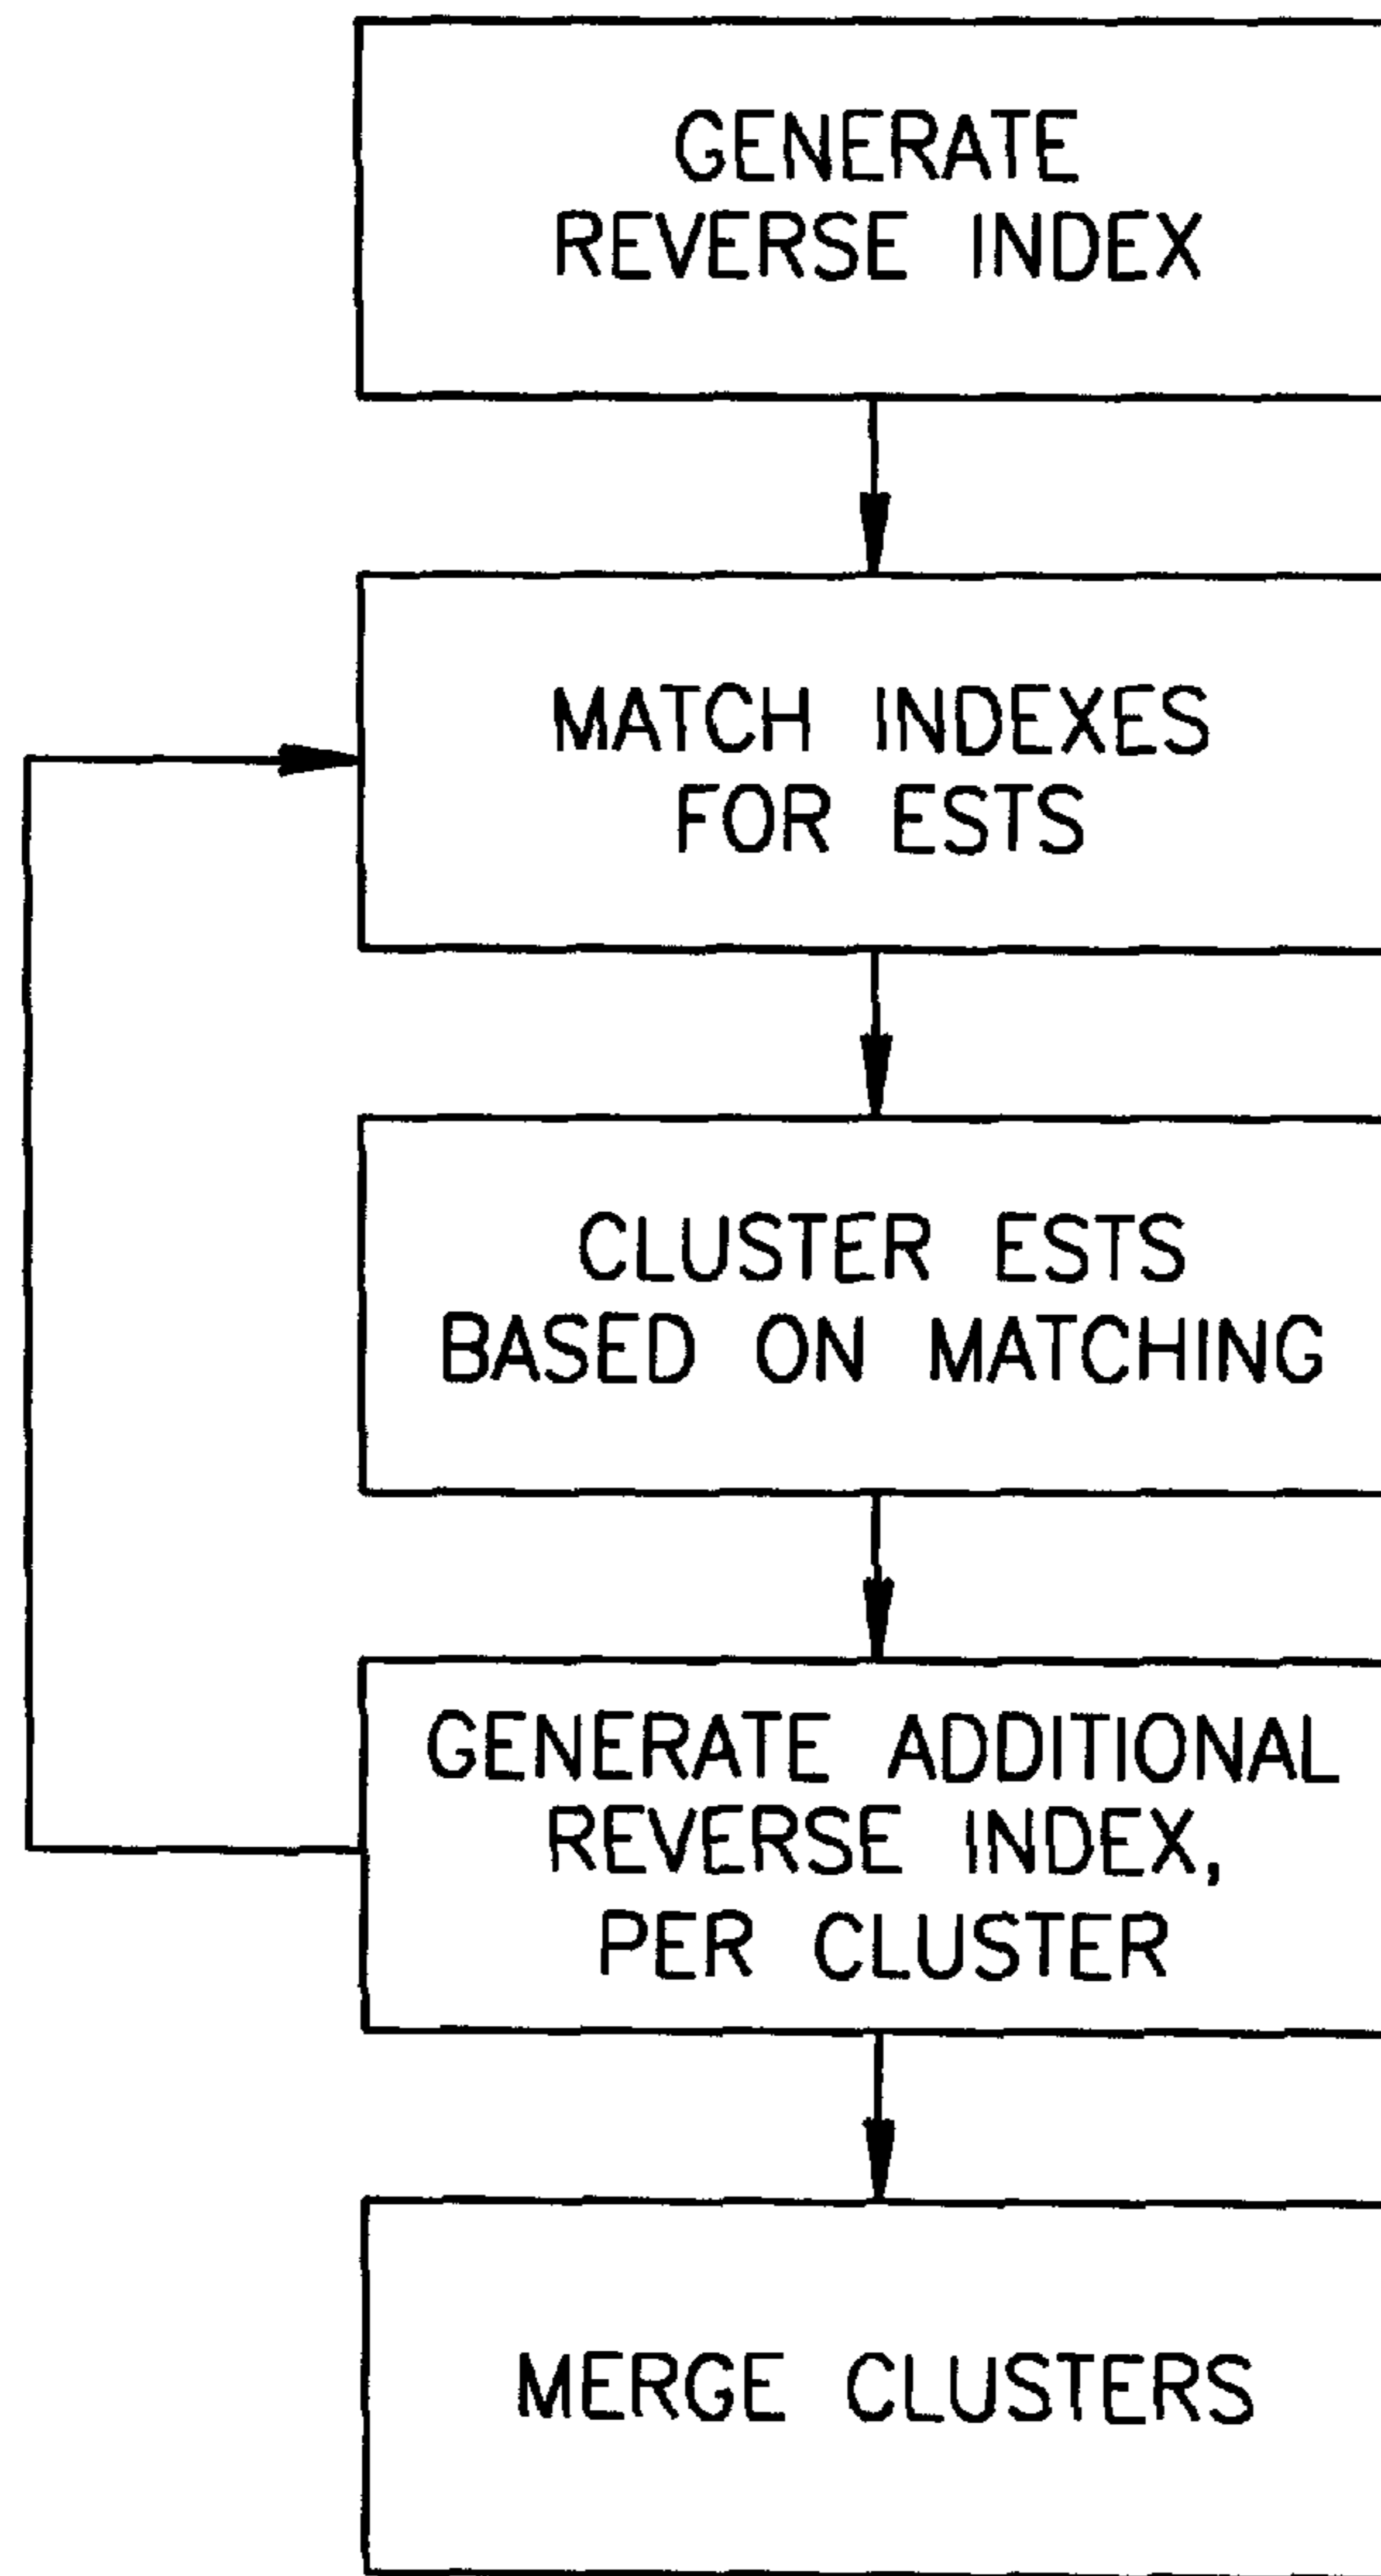 GENERATE
REVERSE INDEX
MATCH INDEXES
FOR ESTS
CLUSTER ESTS
BASED ON MATCHING
GENERATE ADDITIONAL
REVERSE INDEX,
PER CLUSTER
MERGE CLUSTERS